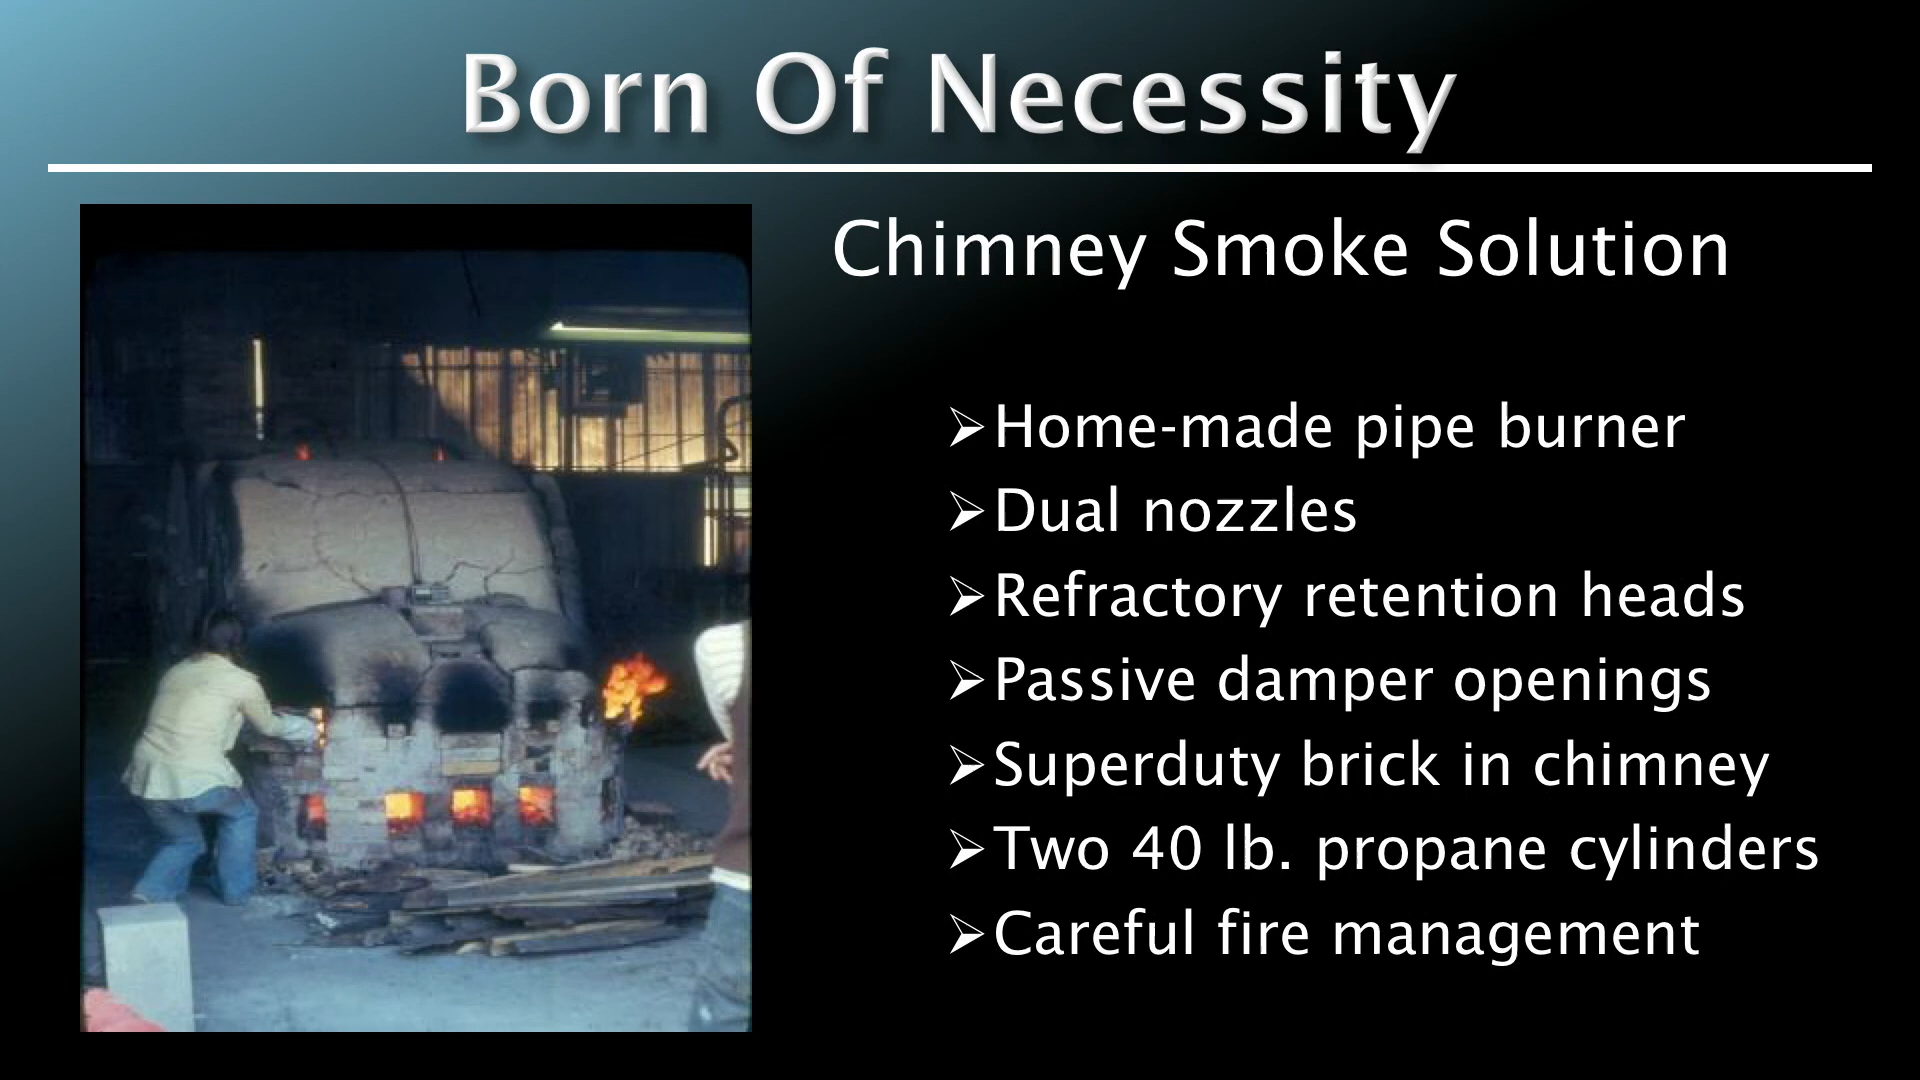 Born Of Necessity
Chimney Smoke Solution
➢Home-made pipe burner
➢Dual nozzles
➢Refractory retention heads
➢Passive damper openings
➢Superduty brick in chimney
➢Two 40 lb. propane cylinders
➢Careful fire management